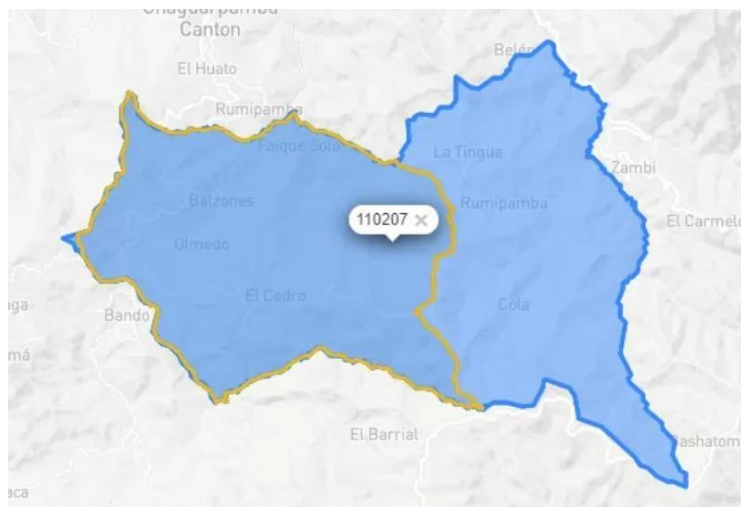 Chaguarpamba
Canton
Belén
El Huato
Rumipamba
Faique Solo
La Tingue
Zambi
Balzones
Rumipamba
110207
El Carmelo
Olmedo
El Cedro
Cola
Bando
El Barrial